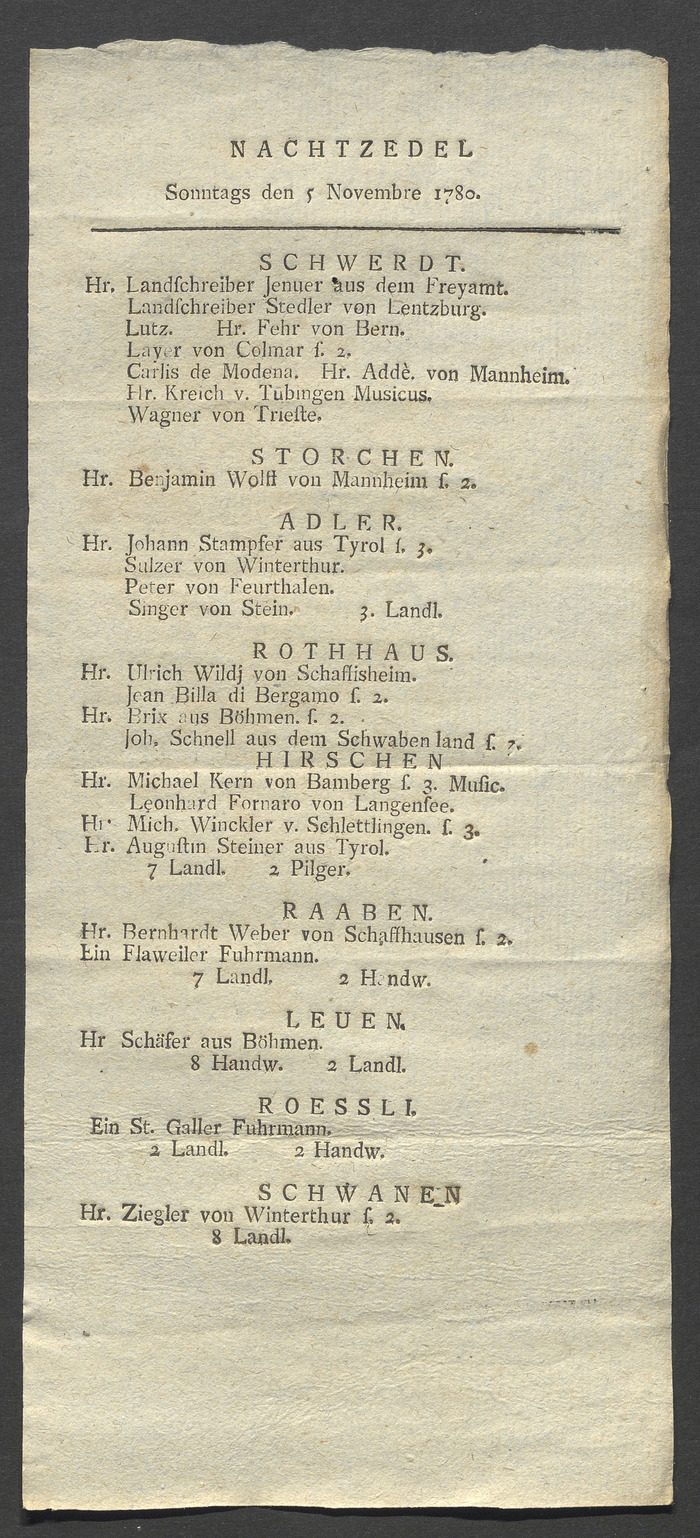 NACHTZEDEL
Sonntags den 5 Novembre 1780.
SCHWERDT.
Hr. Landſchreiber Jenner aus dem Freyamt.
Landſchreiber Stedler von Lentzburg.
Lutz. Hr. Fehr von Bern.
Layer von Colmar ſ. 2.
Carlis de Modena. Hr. Addè. von Mannheim.
Hr. Kreich v. Tubingen Musicus.
Wagner von Trieſte.
STORCHEN.
Hr. Benjamin Wolff von Mannheim ſ. 2.
ADLER.
Hr. Johann Stampfer aus Tyrol ſ. 3.
Sulzer von Winterthur.
Peter von Feurthalen.
Singer von Stein. 3. Landl.
ROTHHAUS.
Hr. Ulrich Wildj von Schaffisheim.
Jean Billa di Bergamo ſ. 2.
Hr. Brix aus Böhmen. ſ. 2.
Joh. Schnell aus dem Schwabenland ſ.
HIRSCHEN
Hr. Michael Kern von Bamberg ſ. 3. Muſic.
Leonhard Fornaro von Langenſee.
Hr. Mich. Winckler v. Schlettlingen. ſ. 3.
Hr. Auguſtin Steiner aus Tyrol.
7 Landl. 2 Pilger.
RAABEN.
Hr. Bernhardt Weber von Schaffhausen ſ. 2.
Ein Flaweiler Fuhrmann.
7 Landl. 2 Handw.
LEUEN.
Hr Schäfer aus Böhmen.
8 Handw. 2 Landl.
ROESSLI.
Ein St. Galler Fuhrmann.
2 Landl. 2 Handw.
SCHWANEN
Hr. Ziegler von Winterthur ſ. 2.
8 Landl.